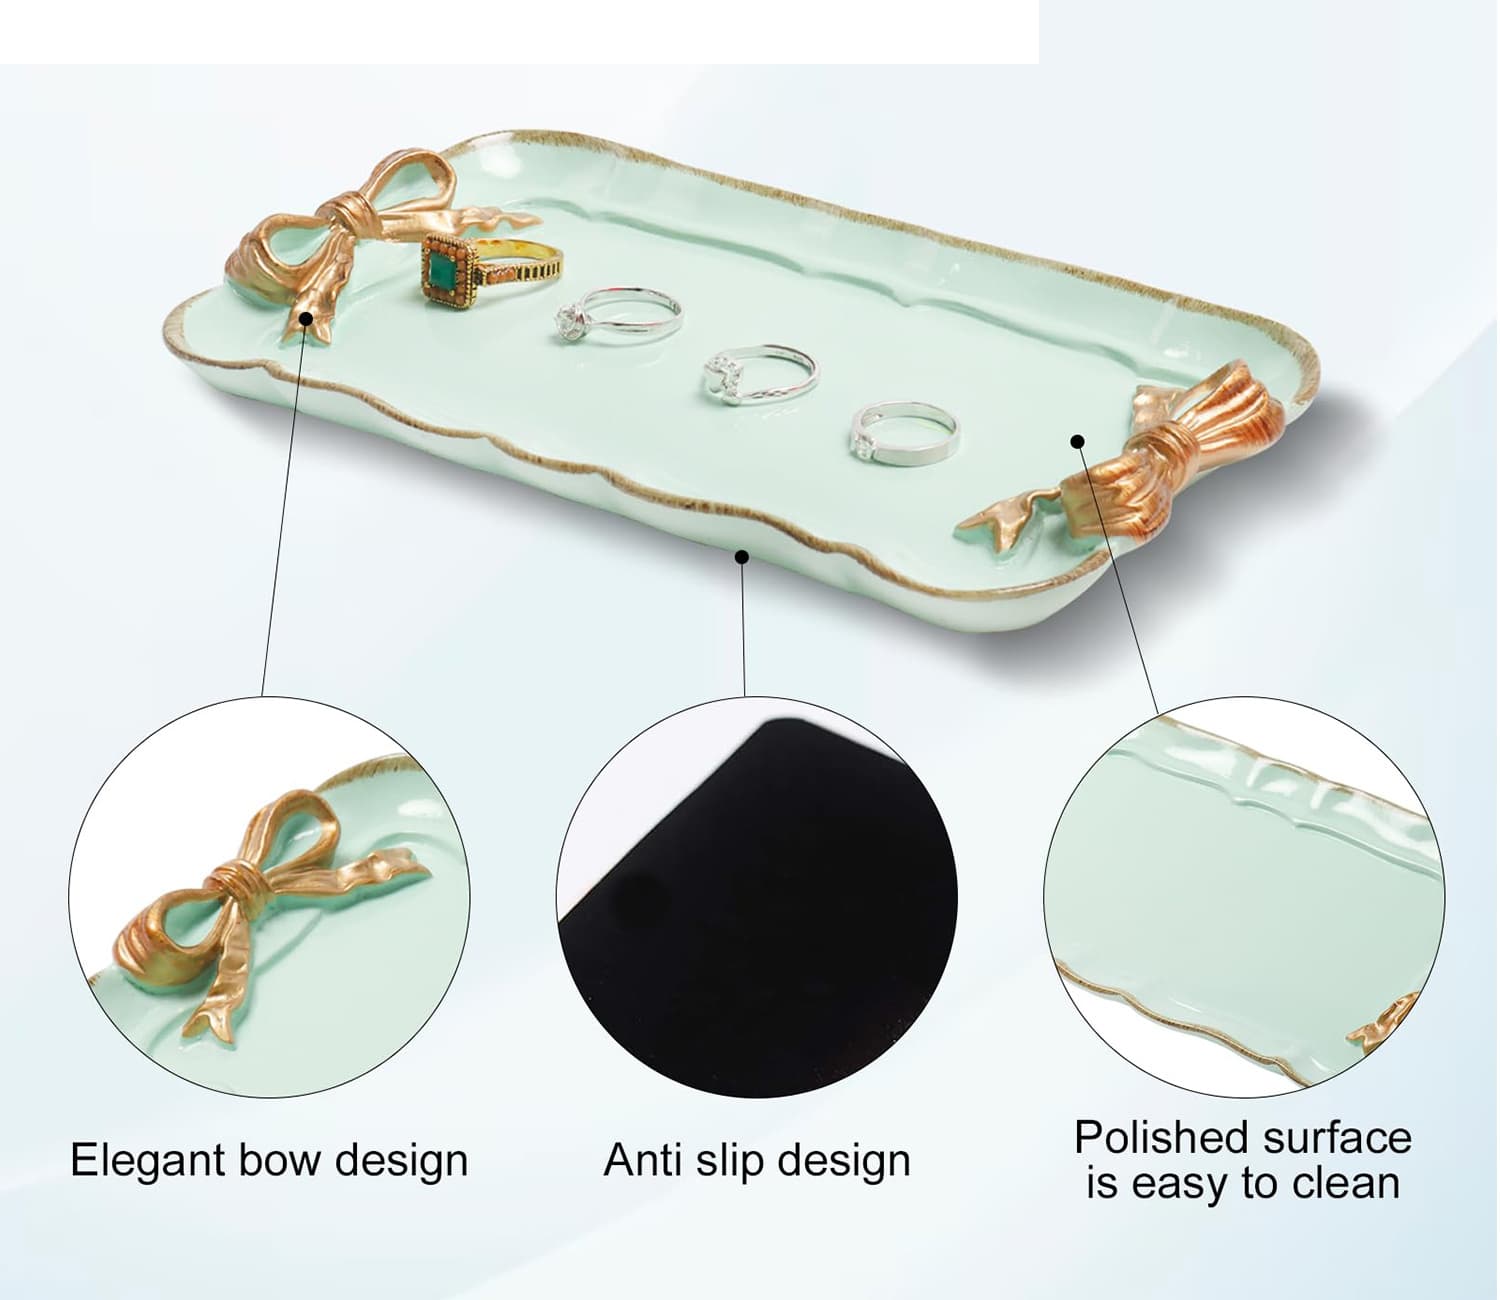 Elegant bow design
Anti slip design
Polished surface
is easy to clean